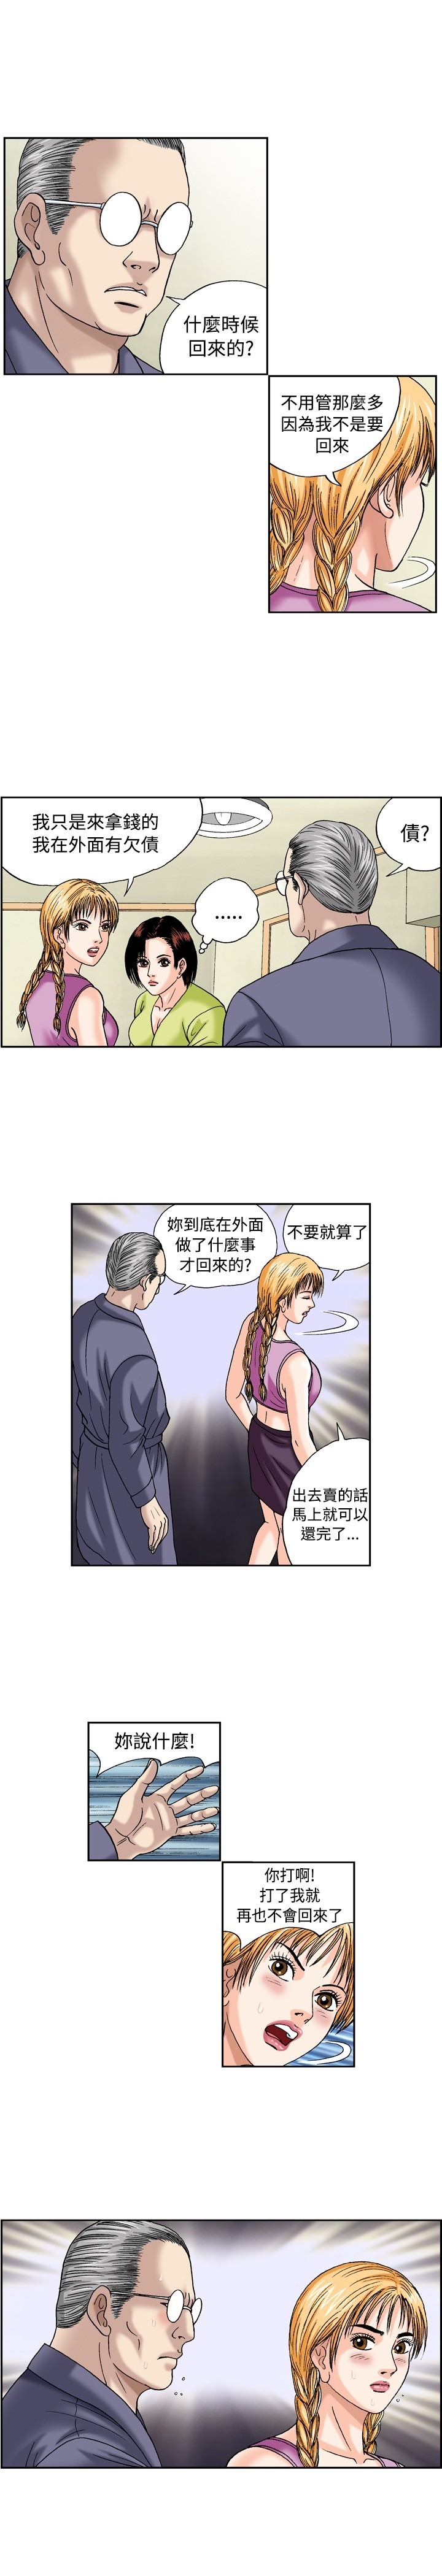 什麼時候
回來的?
不用管那麼多
因為我不是要
回來
我只是來拿錢的
我在外面有欠債
.....
債?
妳到底在外面
做了什麼事
才回來的?
不要就算了
出去賣的話
馬上就可以
還完了...
妳說什麼!
你打啊!
打了我就
再也不會回來了